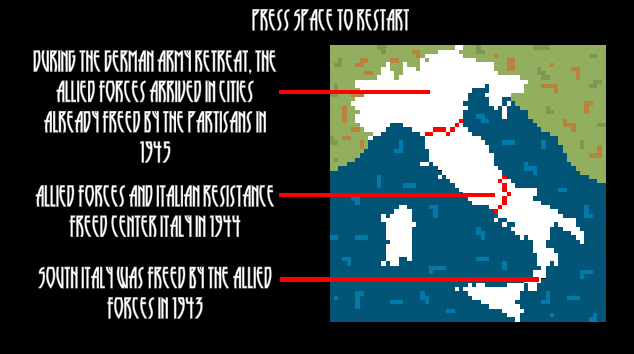 PRESS SPACE TO RESTART
DURING THE GERMAN ARMY RETREAT, THE
ALLIED FORCES ARRIVED IN CITIES
ALREADY FREED BY THE PARTISANS IN
1945
ALLIED FORCES AND ITALIAN RESISTANCE
FREED CENTER ITALY IN 1944
SOUTH ITALY WAS FREED BY THE ALLIED
FORCES IN 1943